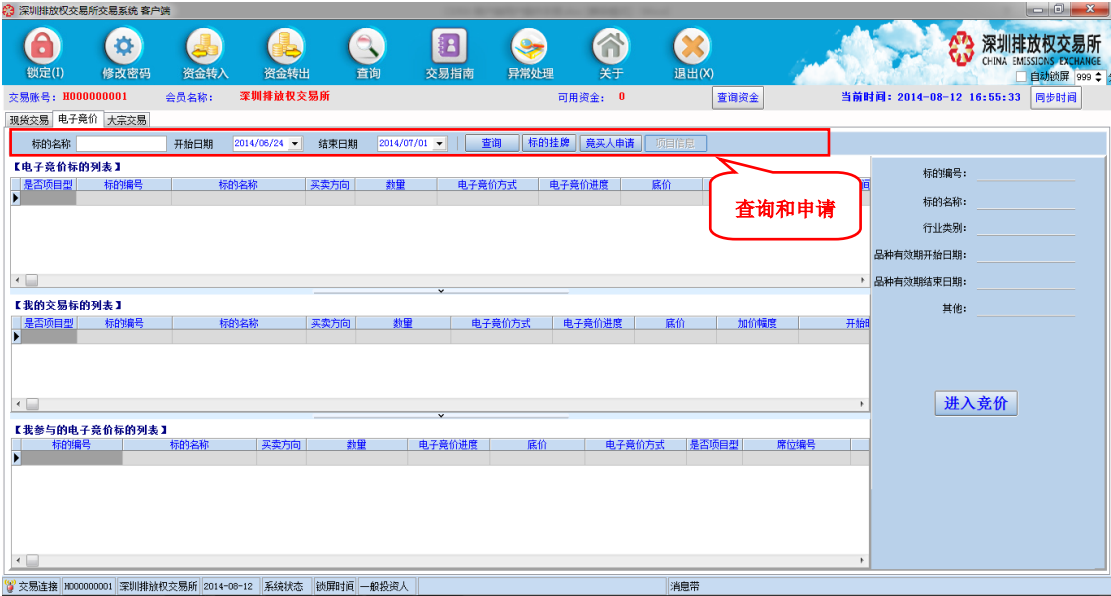 深圳排放权交易所交易系统 客户端
锁定(I) 修改密码 资金转入 资金转出 查询 交易指南 异常处理 关于 退出(X)
深圳排放权交易所
CHINA EMISSIONS EXCHANGE
自动锁屏 999
交易账号: H000000001 会员名称: 深圳排放权交易所 可用资金: 0 查询资金 当前时间: 2014-08-12 16:55:33 同步时间
现货交易 电子竞价 大宗交易
标的名称 开始日期 2014/06/24 结束日期 2014/07/01 查询 标的挂牌 竞买人申请 项目信息
【电子竞价标的列表】
是否项目型 标的编号 标的名称 买卖方向 数量 电子竞价方式 电子竞价进度 底价 间
查询和申请
标的编号:
标的名称:
行业类别:
品种有效期开始日期:
品种有效期结束日期:
其他:
【我的交易标的列表】
是否项目型 标的编号 标的名称 买卖方向 数量 电子竞价方式 电子竞价进度 底价 加价幅度 开始时
进入竞价
【我参与的电子竞价标的列表】
标的编号 标的名称 买卖方向 数量 电子竞价进度 底价 电子竞价方式 是否项目型 席位编号
交易连接 H000000001 深圳排放权交易所 2014-08-12 系统状态 锁屏时间 一般投资人 消息带